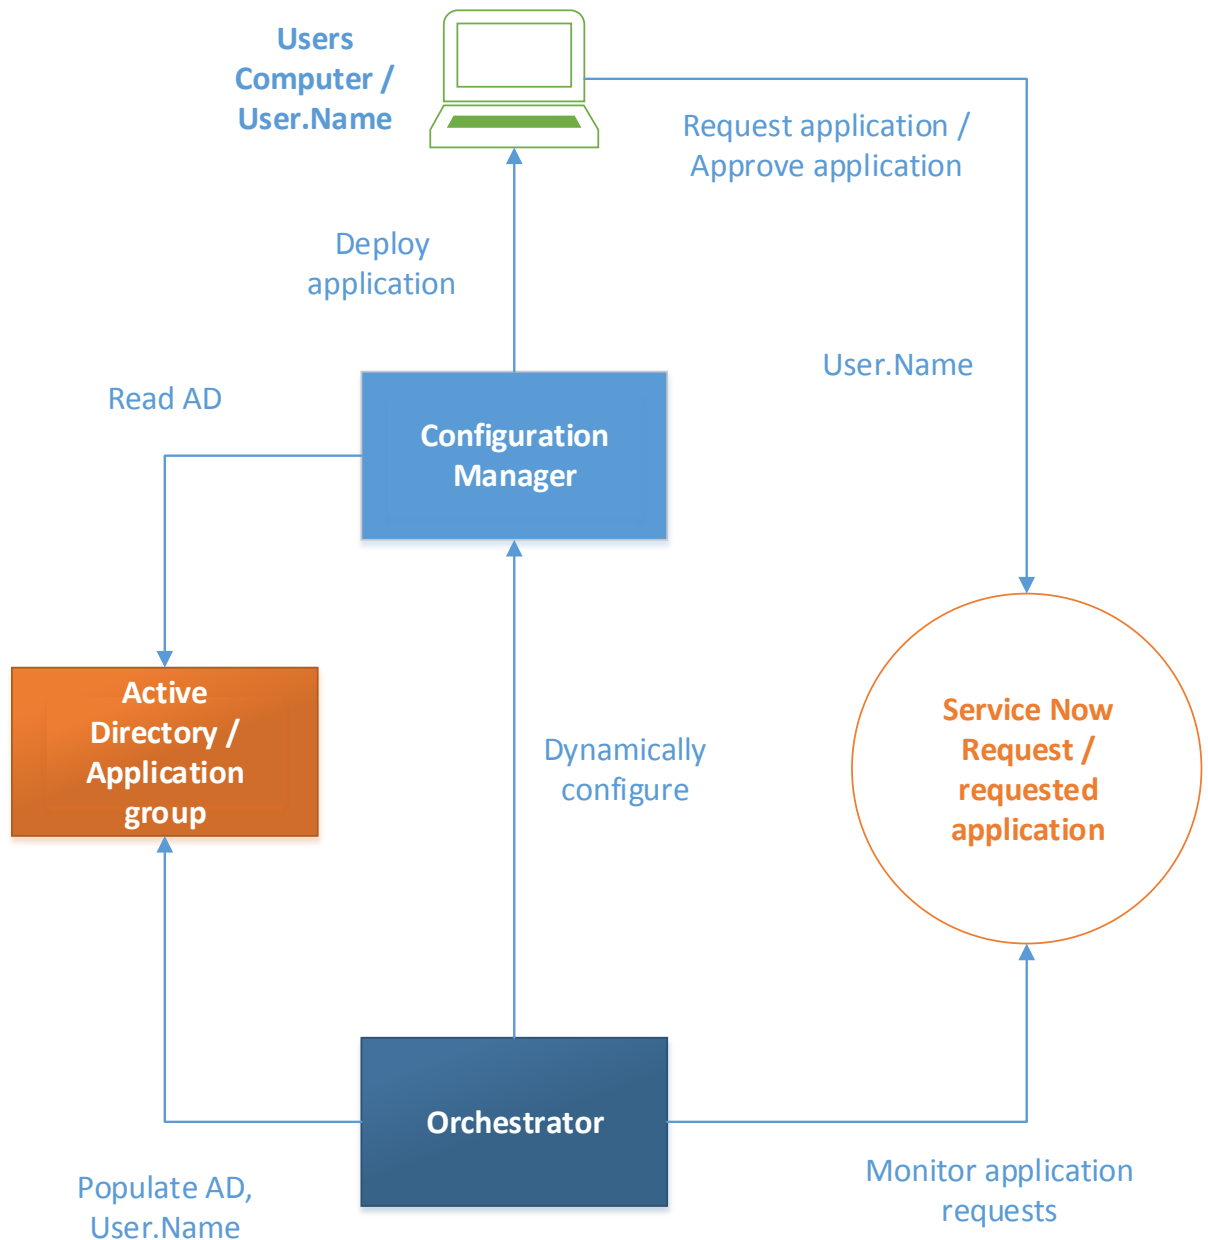 Users
Computer /
User.Name
Request application /
Approve application
Deploy
application
User.Name
Read AD
Configuration
Manager
Active
Directory /
Application
group
Dynamically
configure
Service Now
Request /
requested
application
Orchestrator
Populate AD,
User.Name
Monitor application
requests